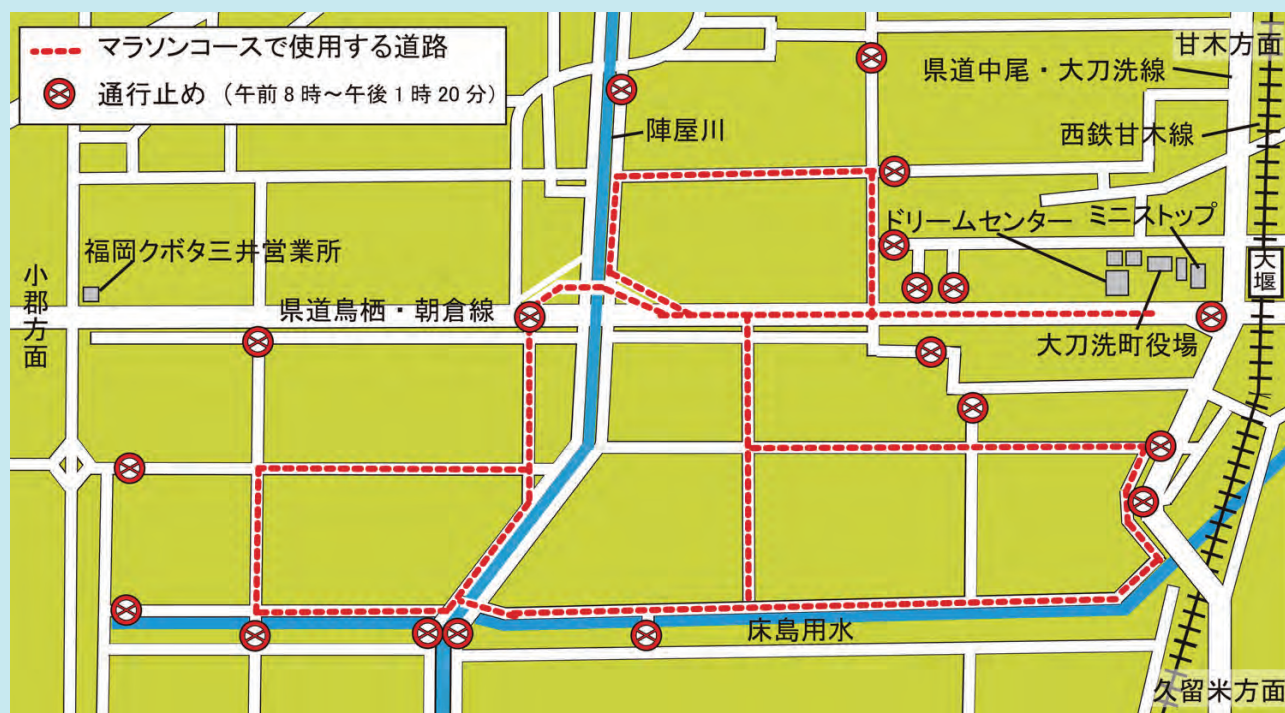 マラソンコースで使用する道路
通行止め（午前8時～午後1時20分）
甘木方面
県道中尾・大刀洗線
西鉄甘木線
陣屋川
ドリームセンター
ミニストップ
福岡クボタ三井営業所
小郡方面
県道鳥栖・朝倉線
大堰
大刀洗町役場
床島用水
久留米方面